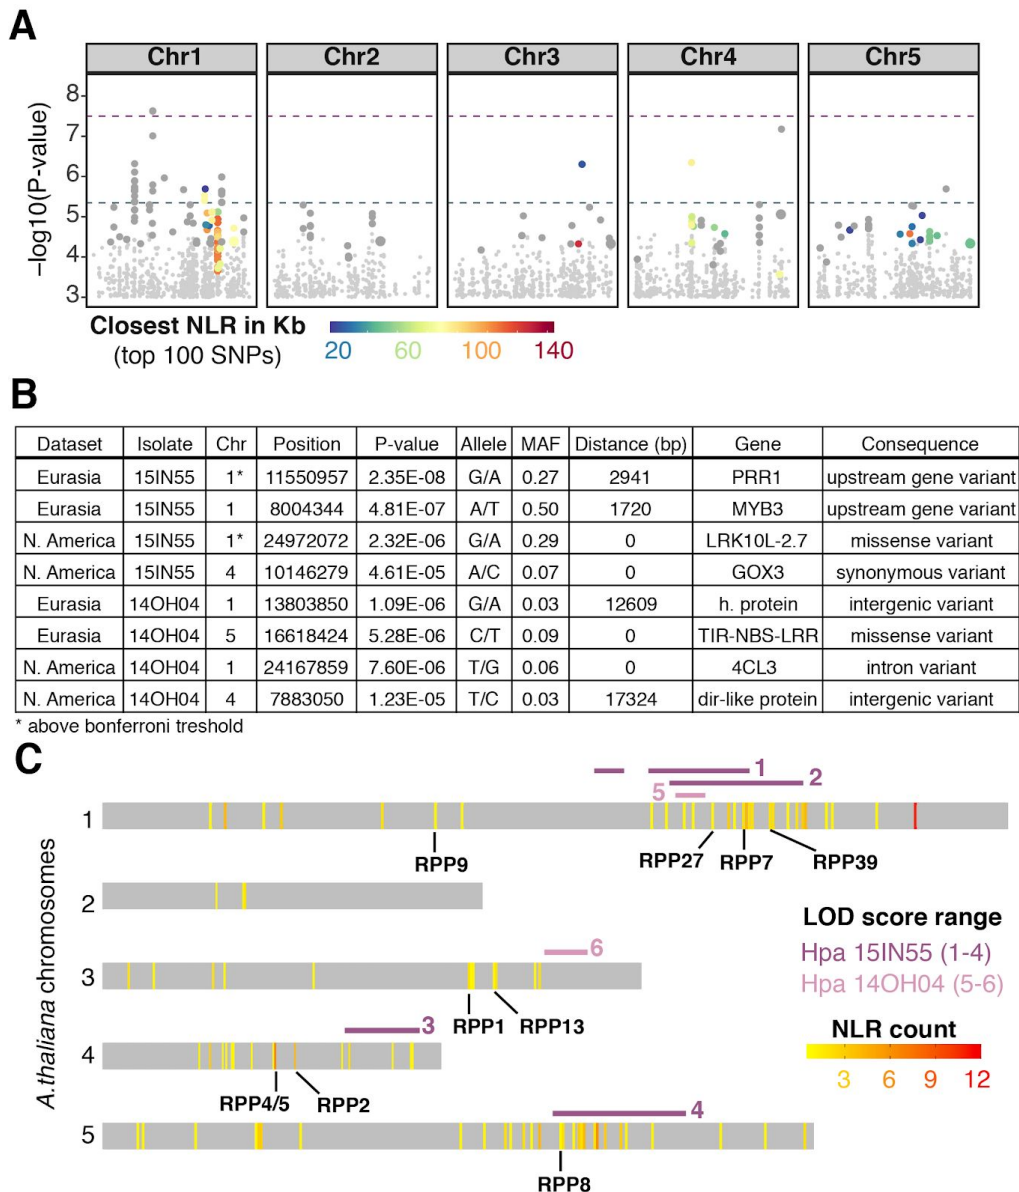 A
Chr1 Chr2 Chr3 Chr4 Chr5
−log10(P-value)
8
7
6
5
4
3
Closest NLR in Kb
(top 100 SNPs)
20 60 100 140
B
Dataset Isolate Chr Position P-value Allele MAF Distance (bp) Gene Consequence
Eurasia 15IN55 1* 11550957 2.35E-08 G/A 0.27 2941 PRR1 upstream gene variant
Eurasia 15IN55 1 8004344 4.81E-07 A/T 0.50 1720 MYB3 upstream gene variant
N. America 15IN55 1* 24972072 2.32E-06 G/A 0.29 0 LRK10L-2.7 missense variant
N. America 15IN55 4 10146279 4.61E-05 A/C 0.07 0 GOX3 synonymous variant
Eurasia 14OH04 1 13803850 1.09E-06 G/A 0.03 12609 h. protein intergenic variant
Eurasia 14OH04 5 16618424 5.28E-06 C/T 0.09 0 TIR-NBS-LRR missense variant
N. America 14OH04 1 24167859 7.60E-06 T/G 0.06 0 4CL3 intron variant
N. America 14OH04 4 7883050 1.23E-05 T/C 0.03 17324 dir-like protein intergenic variant
* above bonferroni treshold
C
A.thaliana chromosomes
1
2
5
1
RPP9 RPP27 RPP7 RPP39
2
LOD score range
Hpa 15IN55 (1-4)
Hpa 14OH04 (5-6)
6
3
RPP1 RPP13
NLR count
3 6 9 12
3
4
RPP4/5 RPP2
4
5
RPP8